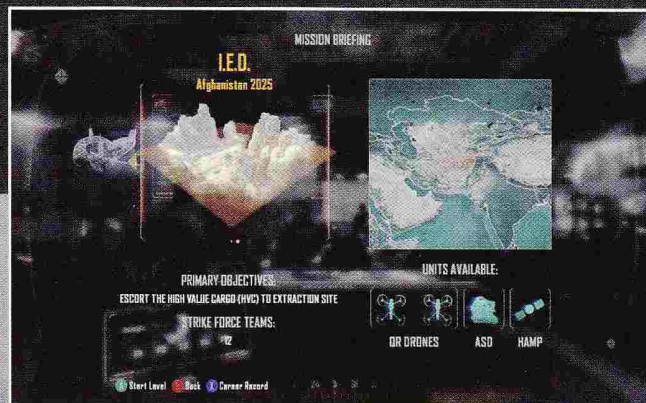 MISSION BRIEFING
I.E.D.
Afghanistan 2025
PRIMARY OBJECTIVES:
ESCORT THE HIGH VALUE CARGO (HVC) TO EXTRACTION SITE
STRIKE FORCE TEAMS:
12
UNITS AVAILABLE:
QR DRONES
ASD
HAMP
A Start Level
Back
X Career Record